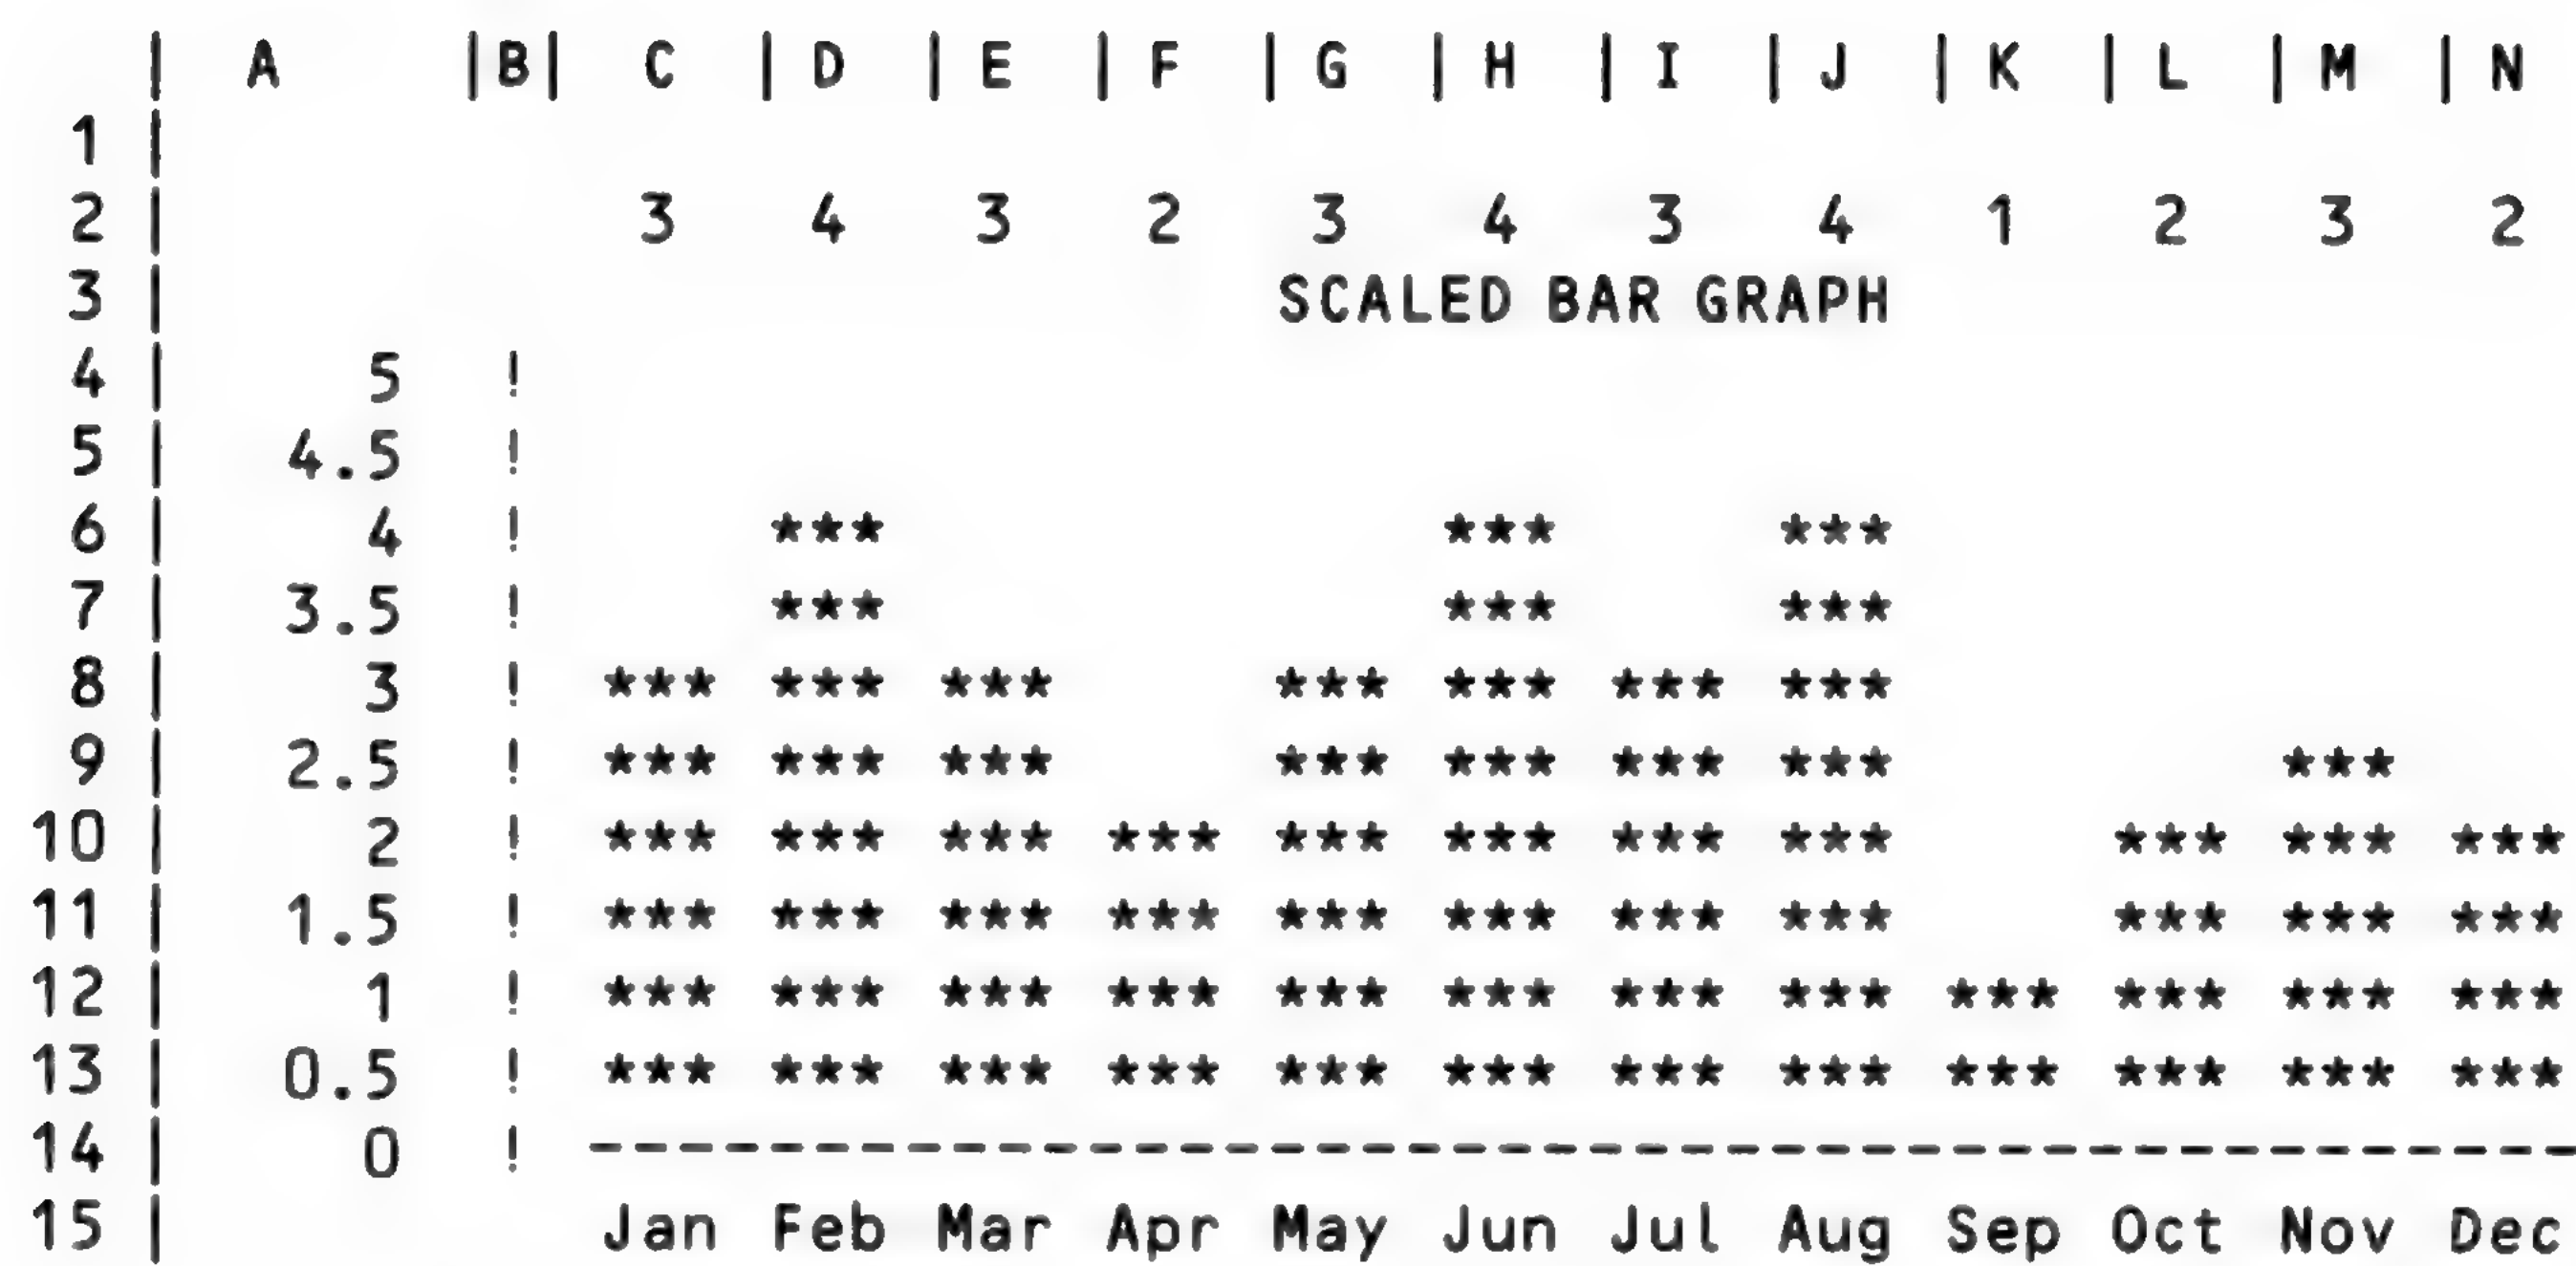 | A |B| C | D | E | F | G | H | I | J | K | L | M | N
1 |
2 | 3 4 3 2 3 4 3 4 1 2 3 2
3 | SCALED BAR GRAPH
4 | 5 !
5 | 4.5 !
6 | 4 ! *** *** ***
7 | 3.5 ! *** *** ***
8 | 3 ! *** *** *** *** *** *** ***
9 | 2.5 ! *** *** *** *** *** *** *** ***
10 | 2 ! *** *** *** *** *** *** *** *** *** *** ***
11 | 1.5 ! *** *** *** *** *** *** *** *** *** *** ***
12 | 1 ! *** *** *** *** *** *** *** *** *** *** *** ***
13 | 0.5 ! *** *** *** *** *** *** *** *** *** *** *** ***
14 | 0 ! --------------------------------------------
15 | Jan Feb Mar Apr May Jun Jul Aug Sep Oct Nov Dec